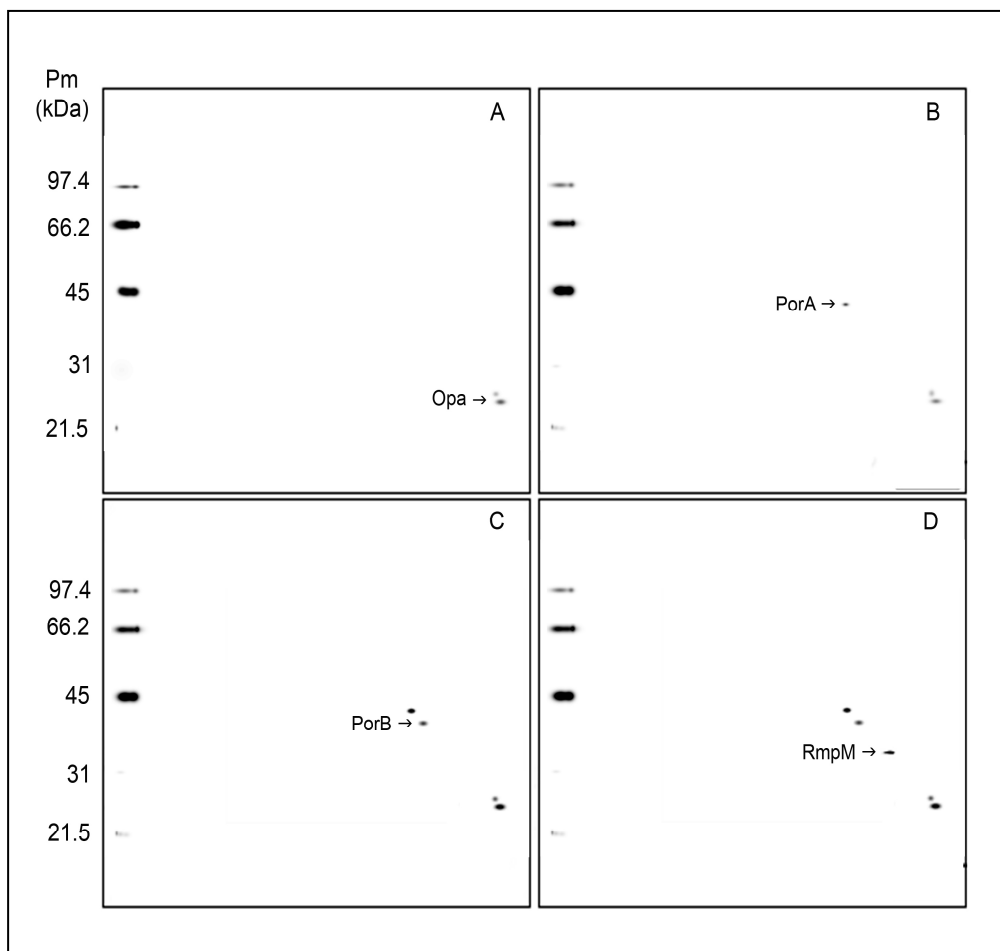 Pm
(kDa)
A
B
97.4
66.2
45
PorA →
31
Opa →
21.5
C
D
97.4
66.2
45
PorB →
RmpM →
31
21.5